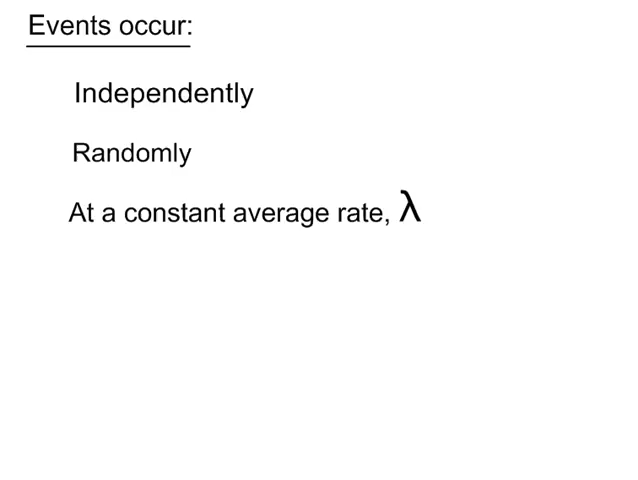 Events occur:
Independently
Randomly
At a constant average rate, λ